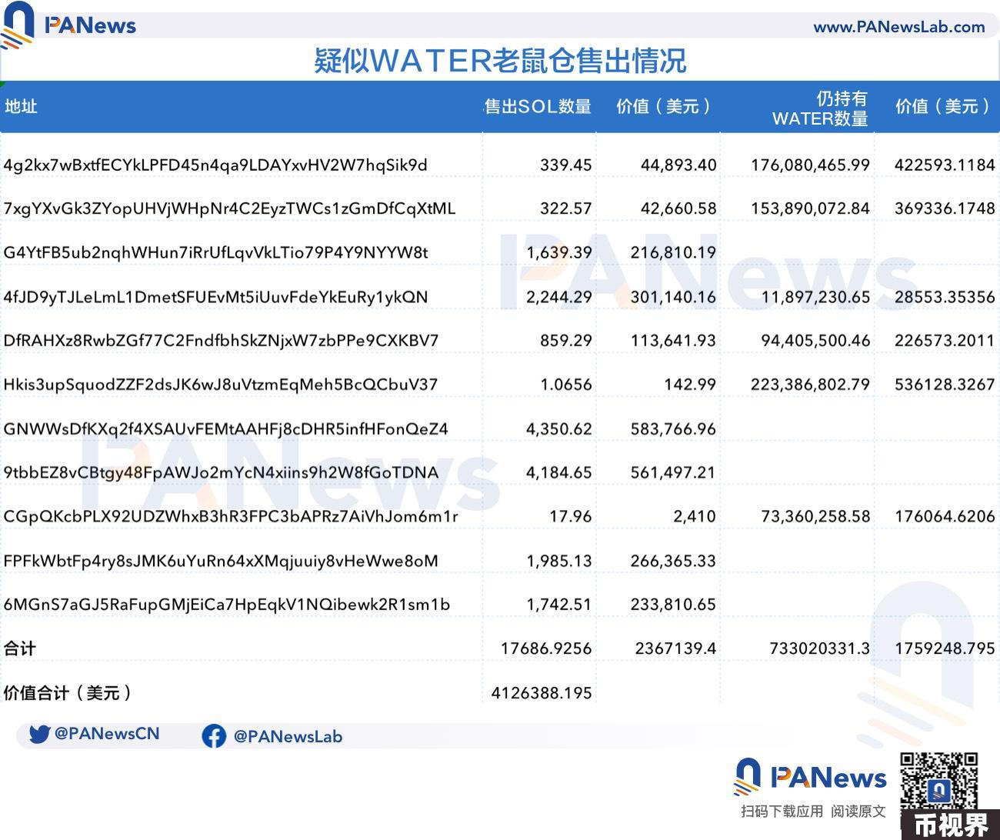 PANews
www.PANewsLab.com
疑似WATER老鼠仓售出情况
地址 售出SOL数量 价值（美元） 仍持有WATER数量 价值（美元）
4g2kx7wBxtfECYkLPFD45n4qa9LDAYxvHV2W7hqSik9d 339.45 44,893.40 176,080,465.99 422593.1184
7xgYXvGk3ZYopUHVjWHpNr4C2EyzTWCs1zGmDfCqXtML 322.57 42,660.58 153,890,072.84 369336.1748
G4YtFB5ub2nqhWHun7iRrUfLqvVkLTio79P4Y9NYYW8t 1,639.39 216,810.19
4fJD9yTJLeLmL1DmetSFUEvMt5iUuvFdeYkEuRy1ykQN 2,244.29 301,140.16 11,897,230.65 28553.35356
DfRAHXz8RwbZGf77C2FndfbhSkZNjxW7zbPPe9CXKBV7 859.29 113,641.93 94,405,500.46 226573.2011
Hkis3upSquodZZF2dsJK6wJ8uVtzmEqMeh5BcQCbuV37 1.0656 142.99 223,386,802.79 536128.3267
GNWWsDfKXq2f4XSAUvFEMtAAHFj8cDHR5infHFonQeZ4 4,350.62 583,766.96
9tbbEZ8vCBtgy48FpAWJo2mYcN4xiins9h2W8fGoTDNA 4,184.65 561,497.21
CGpQKcbPLX92UDZWhxB3hR3FPC3bAPRz7AiVhJom6m1r 17.96 2,410 73,360,258.58 176064.6206
FPFkWbtFp4ry8sJMK6uYuRn64xXMqjuuiy8vHeWwe8oM 1,985.13 266,365.33
6MGnS7aGJ5RaFupGMjEiCa7HpEqkV1NQibewk2R1sm1b 1,742.51 233,810.65
合计 17686.9256 2367139.4 733020331.3 1759248.795
价值合计（美元） 4126388.195
PANews
PANews
@PANewsCN @PANewsLab
PANews
扫码下载应用 阅读原文
币视界